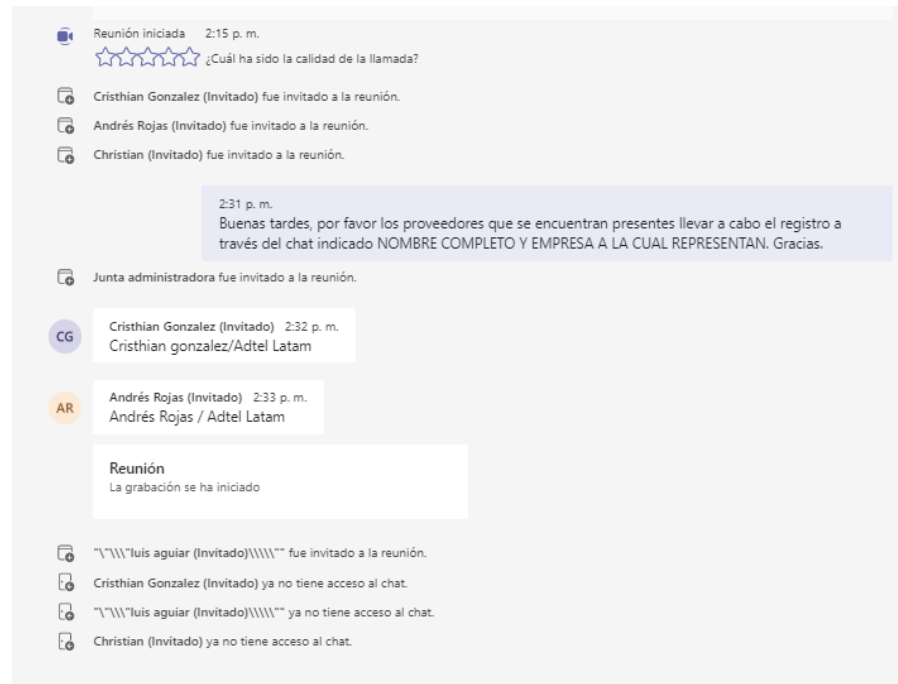 Reunión iniciada 2:15 p. m.
¿Cuál ha sido la calidad de la llamada?
Cristhian Gonzalez (Invitado) fue invitado a la reunión.
Andrés Rojas (Invitado) fue invitado a la reunión.
Christian (Invitado) fue invitado a la reunión.
2:31 p. m.
Buenas tardes, por favor los proveedores que se encuentran presentes llevar a cabo el registro a
través del chat indicado NOMBRE COMPLETO Y EMPRESA A LA CUAL REPRESENTAN. Gracias.
Junta administradora fue invitado a la reunión.
CG
Cristhian Gonzalez (Invitado) 2:32 p. m.
Cristhian gonzalez/Adtel Latam
AR
Andrés Rojas (Invitado) 2:33 p. m.
Andrés Rojas / Adtel Latam
Reunión
La grabación se ha iniciado
"\"\\\"luis aguiar (Invitado)\\\\\"" fue invitado a la reunión.
Cristhian Gonzalez (Invitado) ya no tiene acceso al chat.
"\"\\\"luis aguiar (Invitado)\\\\\"" ya no tiene acceso al chat.
Christian (Invitado) ya no tiene acceso al chat.